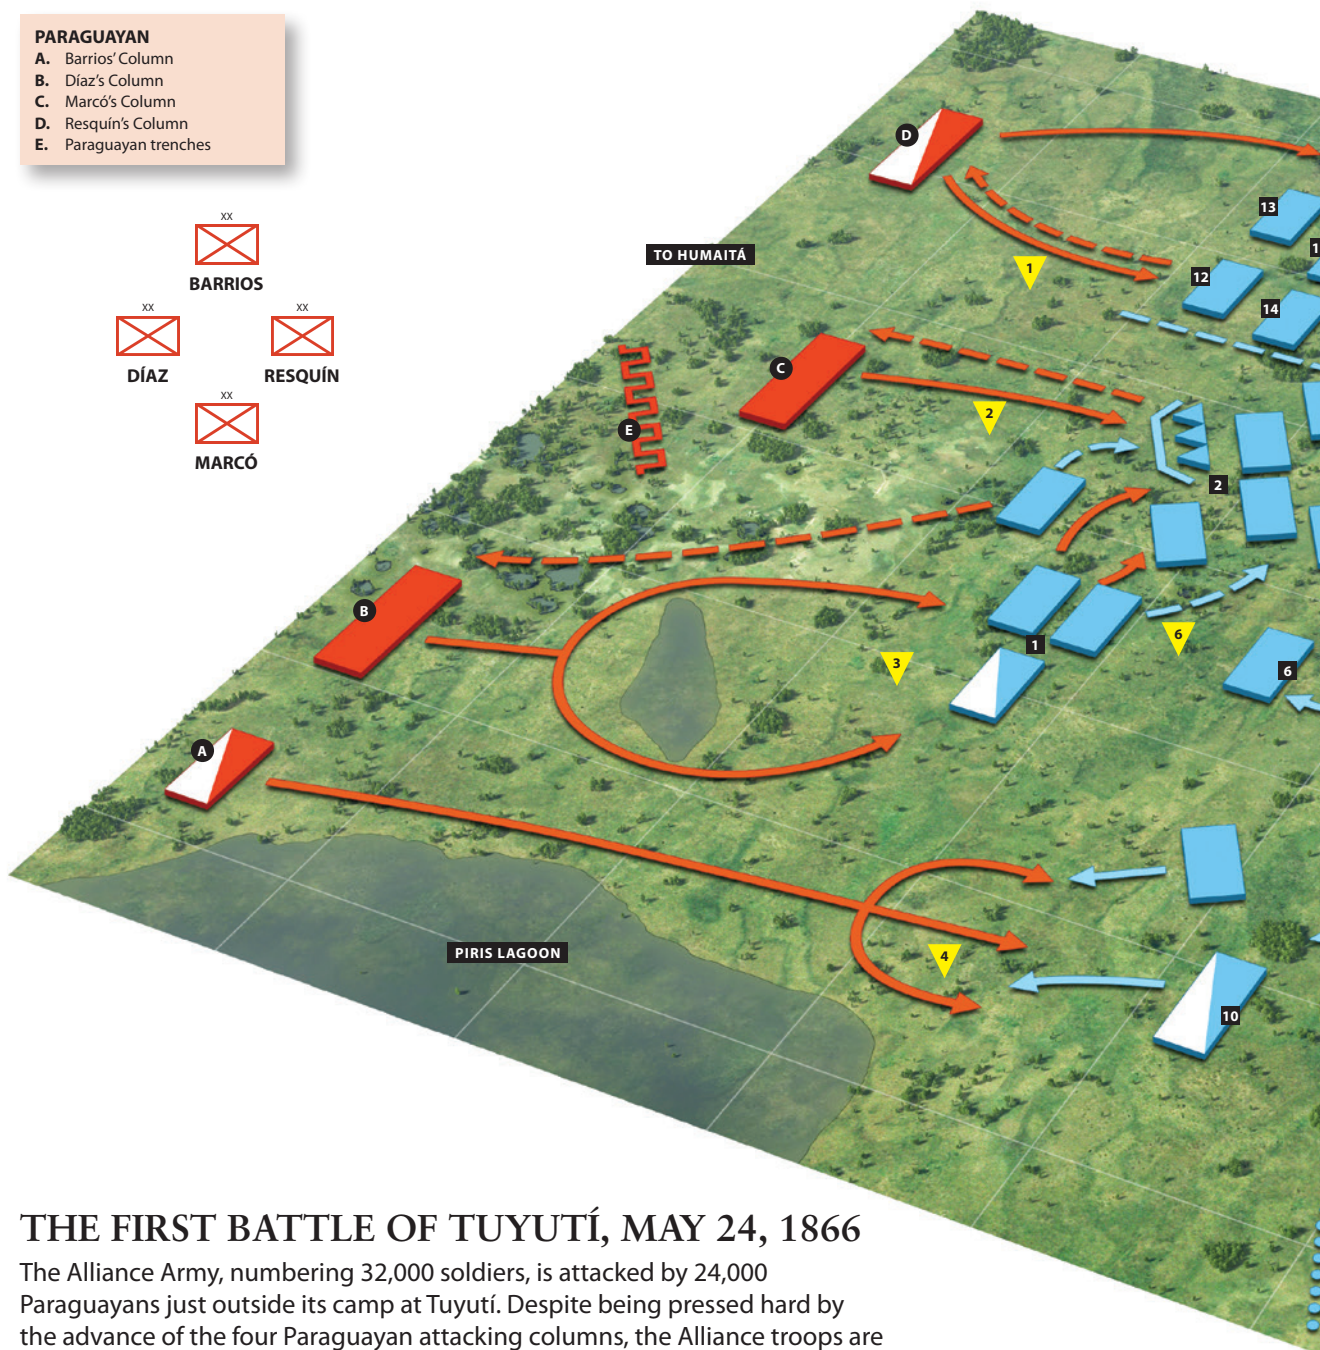 PARAGUAYAN
A. Barrios' Column
B. Díaz's Column
C. Marcó's Column
D. Resquín's Column
E. Paraguayan trenches
XX
BARRIOS
XX
DÍAZ
XX
RESQUÍN
XX
MARCÓ
D
13
TO HUMAITÁ
1
1
12
14
C
2
E
2
B
1
6
3
6
A
4
PIRIS LAGOON
10
THE FIRST BATTLE OF TUYUTÍ, MAY 24, 1866
The Alliance Army, numbering 32,000 soldiers, is attacked by 24,000
Paraguayans just outside its camp at Tuyutí. Despite being pressed hard by
the advance of the four Paraguayan attacking columns, the Alliance troops are